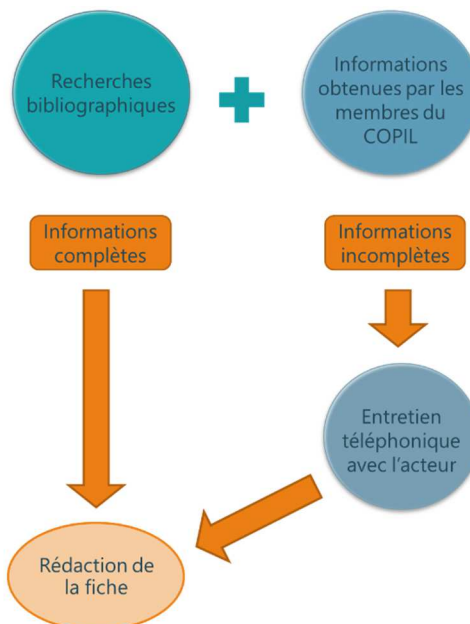 Recherches
bibliographiques
Informations
obtenues par les
membres du
COPIL
Informations
complètes
Informations
incomplètes
Entretien
téléphonique
avec l'acteur
Rédaction de
la fiche